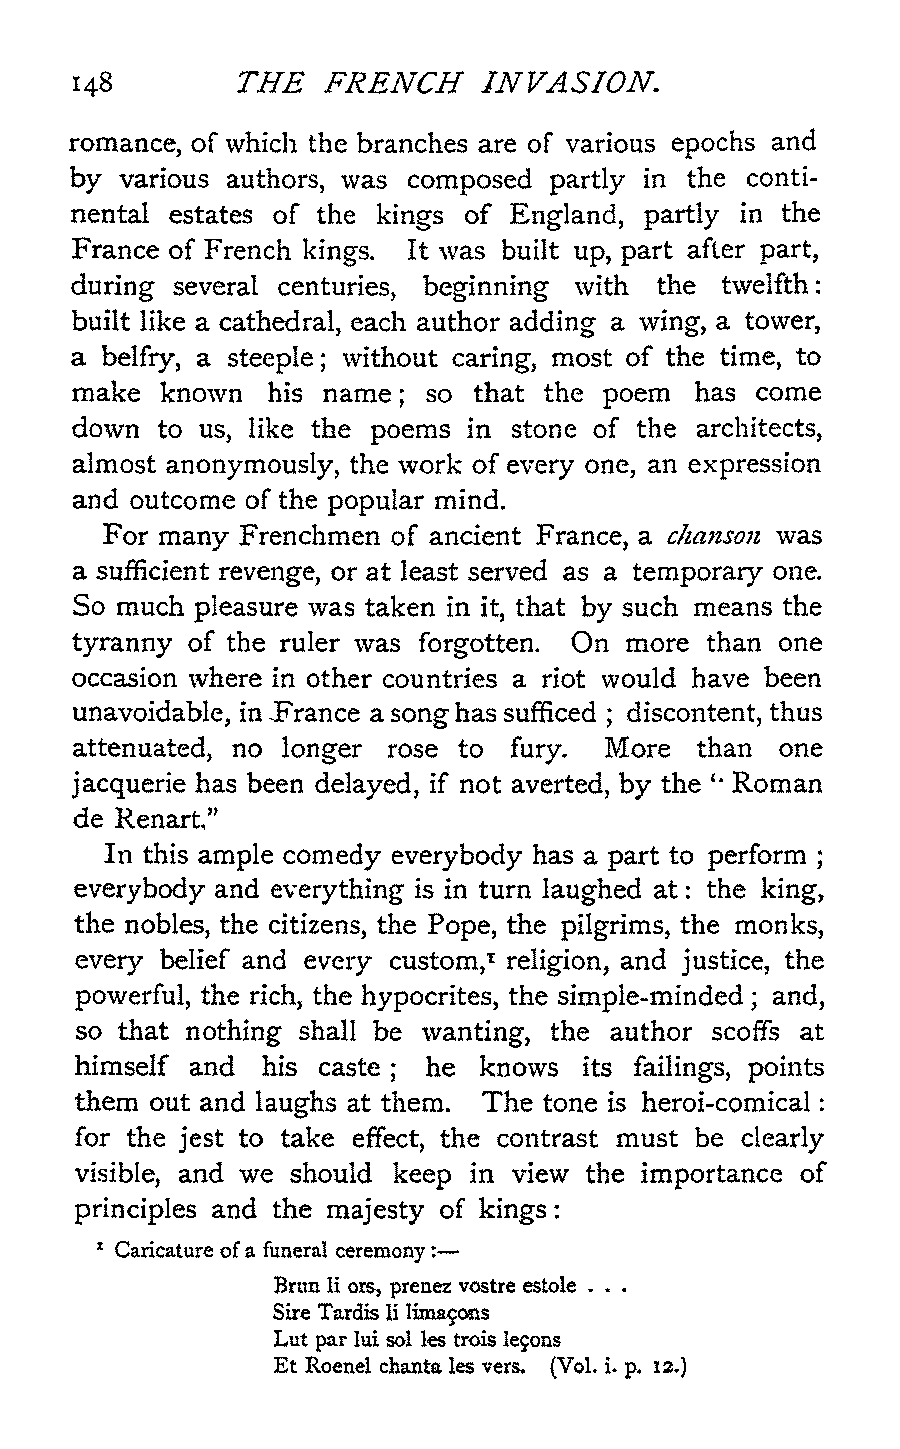 148 THE FRENCH INVASION.
romance, of which the branches are of various epochs and
by various authors, was composed partly in the conti-
nental estates of the kings of England, partly in the
France of French kings. It was built up, part after part,
during several centuries, beginning with the twelfth:
built like a cathedral, each author adding a wing, a tower,
a belfry, a steeple; without caring, most of the time, to
make known his name; so that the poem has come
down to us, like the poems in stone of the architects,
almost anonymously, the work of every one, an expression
and outcome of the popular mind.
For many Frenchmen of ancient France, a chanson was
a sufficient revenge, or at least served as a temporary one.
So much pleasure was taken in it, that by such means the
tyranny of the ruler was forgotten. On more than one
occasion where in other countries a riot would have been
unavoidable, in France a song has sufficed ; discontent, thus
attenuated, no longer rose to fury. More than one
jacquerie has been delayed, if not averted, by the “ Roman
de Renart.”
In this ample comedy everybody has a part to perform ;
everybody and everything is in turn laughed at : the king,
the nobles, the citizens, the Pope, the pilgrims, the monks,
every belief and every custom,¹ religion, and justice, the
powerful, the rich, the hypocrites, the simple-minded ; and,
so that nothing shall be wanting, the author scoffs at
himself and his caste ; he knows its failings, points
them out and laughs at them. The tone is heroi-comical :
for the jest to take effect, the contrast must be clearly
visible, and we should keep in view the importance of
principles and the majesty of kings :
¹ Caricature of a funeral ceremony :—
Brun li ors, prenez vostre estole . . .
Sire Tardis li limaçons
Lut par lui sol les trois leçons
Et Roenel chanta les vers. (Vol. i. p. 12.)